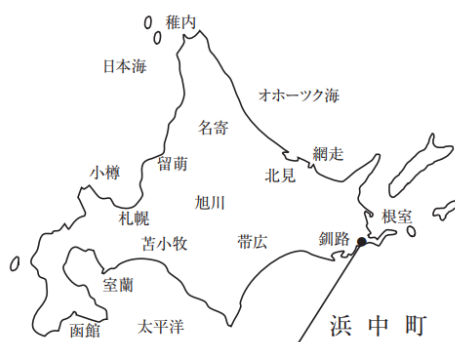 稚内
日本海
オホーツク海
名寄
網走
留萌
北見
小樽
旭川
札幌
根室
苫小牧
帯広
釧路
室蘭
函館
太平洋
浜中町